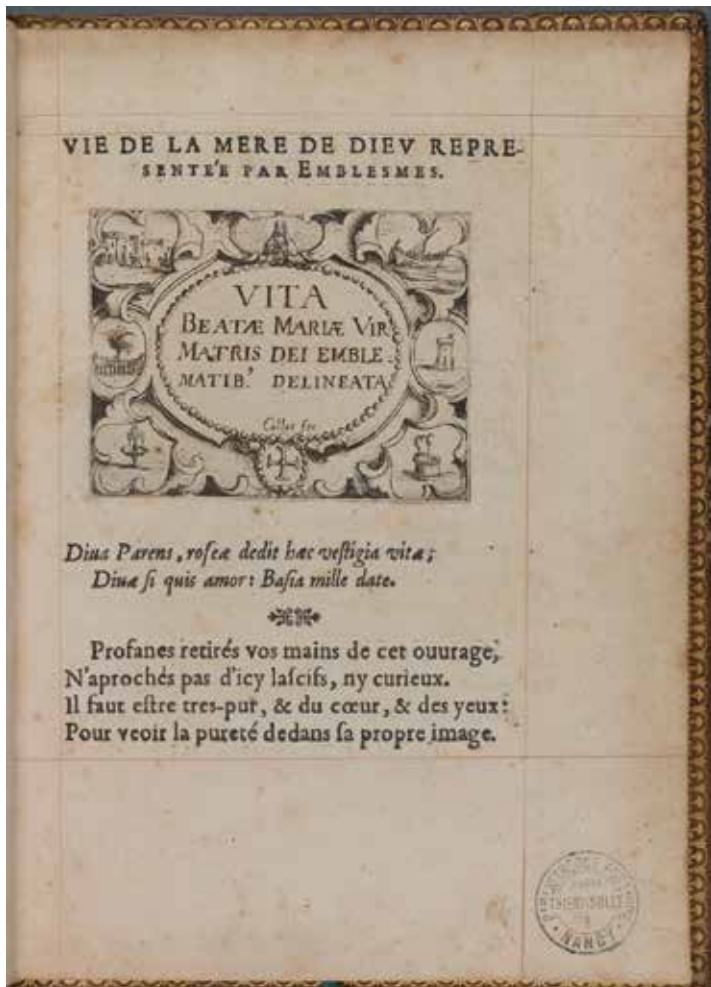 VIE DE LA MERE DE DIEV REPRE-
SENTÉE PAR EMBLESMES.
VITA
BEATÆ MARIÆ VIR
MATRIS DEI EMBLE-
MATIB.' DELINEATA
Callot fec
Diua Parens, roseæ dedit hæc vestigia vitæ;
Diuæ si quis amor: Basia mille date.
Profanes retirés vos mains de cet ouurage,
N'aprochés pas d'icy lascifs, ny curieux.
Il faut estre tres-pur, & du cœur, & des yeux:
Pour veoir la pureté dedans sa propre image.
THIERY-SOLET
NANCY